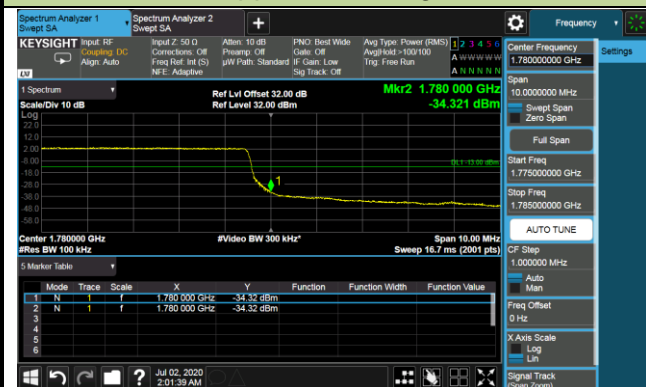 Spectrum Analyzer 1
Swept SA
Spectrum Analyzer 2
Swept SA
+
Frequency
KEYSIGHT
Input: RF
Coupling: DC
Align: Auto
Input Z: 50 Ω
Corrections: Off
Freq Ref: Int (S)
NFE: Adaptive
Atten: 10 dB
Preamp: Off
µW Path: Standard
PNO: Best Wide
Gate: Off
IF Gain: Low
Sig Track: Off
Avg Type: Power (RMS)
Avg|Hold:>100/100
Trig: Free Run
1 2 3 4 5 6
A W W W W W
A N N N N N
LXI
Center Frequency
1.780000000 GHz
Settings
Span
10.0000000 MHz
Swept Span
Zero Span
Full Span
Start Freq
1.775000000 GHz
Stop Freq
1.785000000 GHz
AUTO TUNE
CF Step
1.000000 MHz
Auto
Man
Freq Offset
0 Hz
X Axis Scale
Log
Lin
Signal Track
(Span Zoom)
1 Spectrum
Scale/Div 10 dB
Log
Ref Lvl Offset 32.00 dB
Ref Level 32.00 dBm
Mkr2 1.780 000 GHz
-34.321 dBm
22.0
12.0
2.00
-8.00
-18.0
-28.0
-38.0
-48.0
-58.0
DL1 -13.00 dBm
1
Center 1.780000 GHz
#Res BW 100 kHz
#Video BW 300 kHz*
Span 10.00 MHz
Sweep 16.7 ms (2001 pts)
5 Marker Table
Mode Trace Scale X Y Function Function Width Function Value
1 N 1 f 1.780 000 GHz -34.32 dBm
2 N 1 f 1.780 000 GHz -34.32 dBm
3
4
5
6
?
Jul 02, 2020
2:01:39 AM